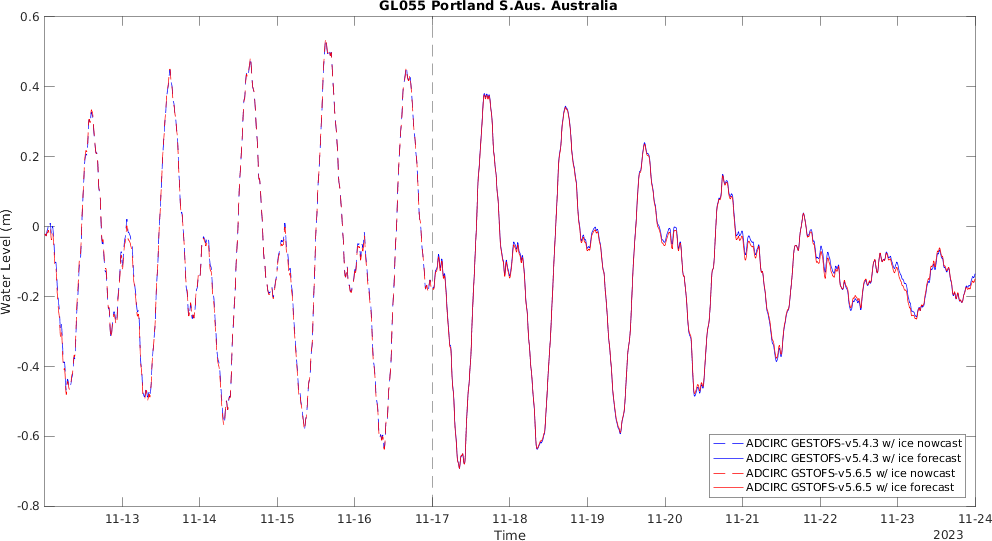 GL055 Portland S.Aus. Australia
0.6
0.4
0.2
0
-0.2
-0.4
-0.6
-0.8
Water Level (m)
ADCIRC GESTOFS-v5.4.3 w/ ice nowcast
ADCIRC GESTOFS-v5.4.3 w/ ice forecast
ADCIRC GSTOFS-v5.6.5 w/ ice nowcast
ADCIRC GSTOFS-v5.6.5 w/ ice forecast
11-13 11-14 11-15 11-16 11-17 11-18 11-19 11-20 11-21 11-22 11-23 11-24
Time
2023